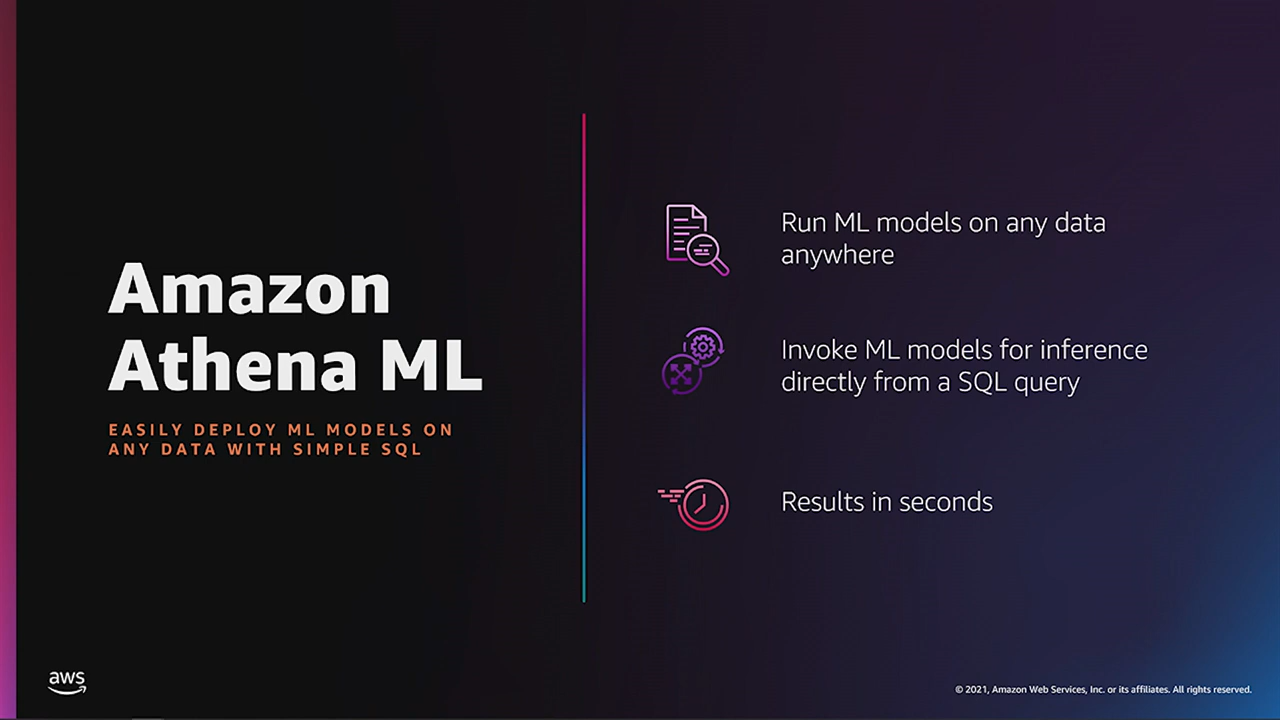 Amazon
Athena ML
EASILY DEPLOY ML MODELS ON
ANY DATA WITH SIMPLE SQL
Run ML models on any data
anywhere
Invoke ML models for inference
directly from a SQL query
Results in seconds
aws
© 2021, Amazon Web Services, Inc. or its affiliates. All rights reserved.